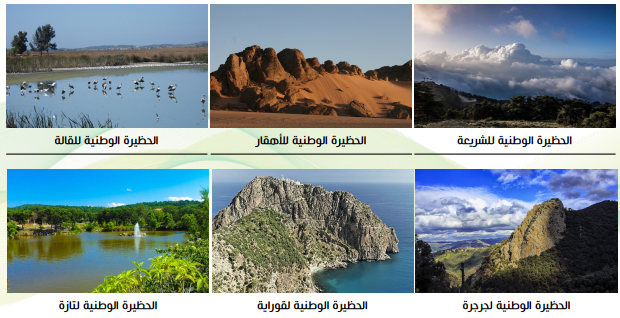 الحظيرة الوطنية للشريعة
الحظيرة الوطنية للأهقار
الحظيرة الوطنية للقالة
الحظيرة الوطنية لجرجرة
الحظيرة الوطنية لقوراية
الحظيرة الوطنية لتازة